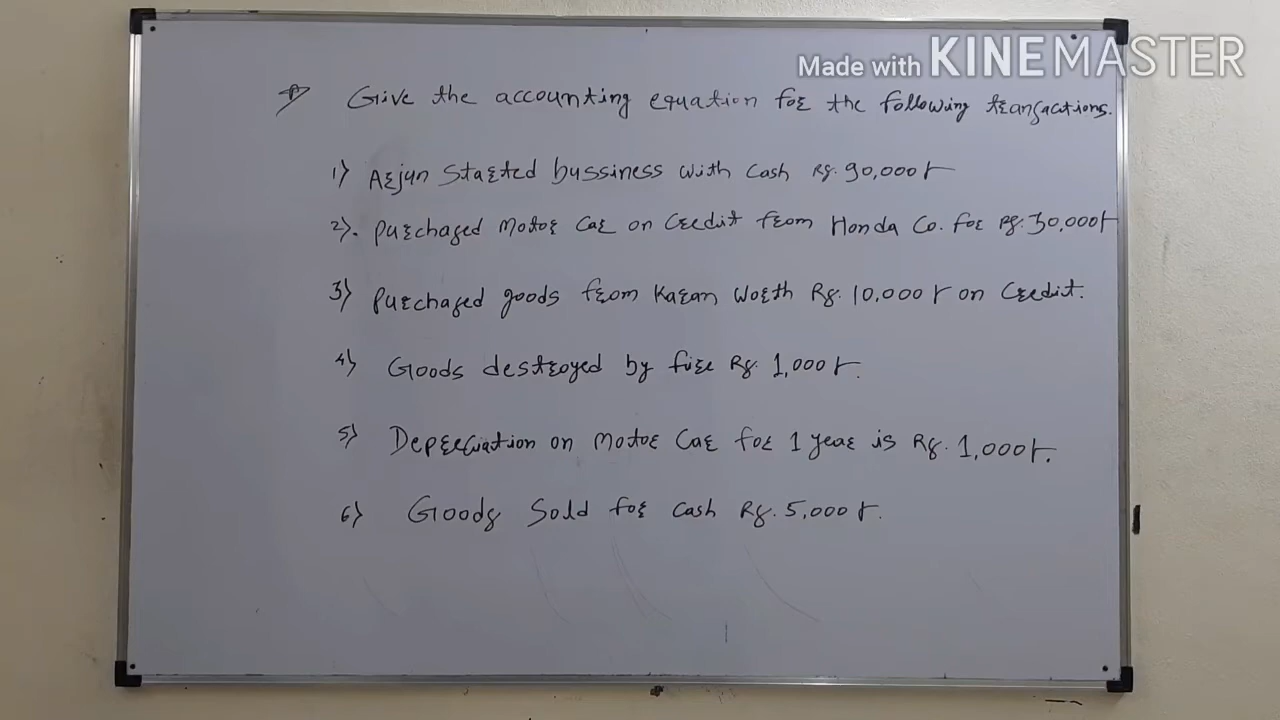 Made with KINEMASTER
Give the accounting equation for the following transactions.
1) Arjun Started bussiness with Cash Rs. 90,000/-
2). Purchased Motor Car on Credit from Honda Co. for Rs. 30,000/-
3) Purchased goods from Karan Worth Rs. 10,000/- on Credit.
4) Goods destroyed by fire Rs. 1,000/-.
5) Depreciation on Motor Car for 1 year is Rs. 1,000/-.
6) Goods Sold for Cash Rs. 5,000/-.